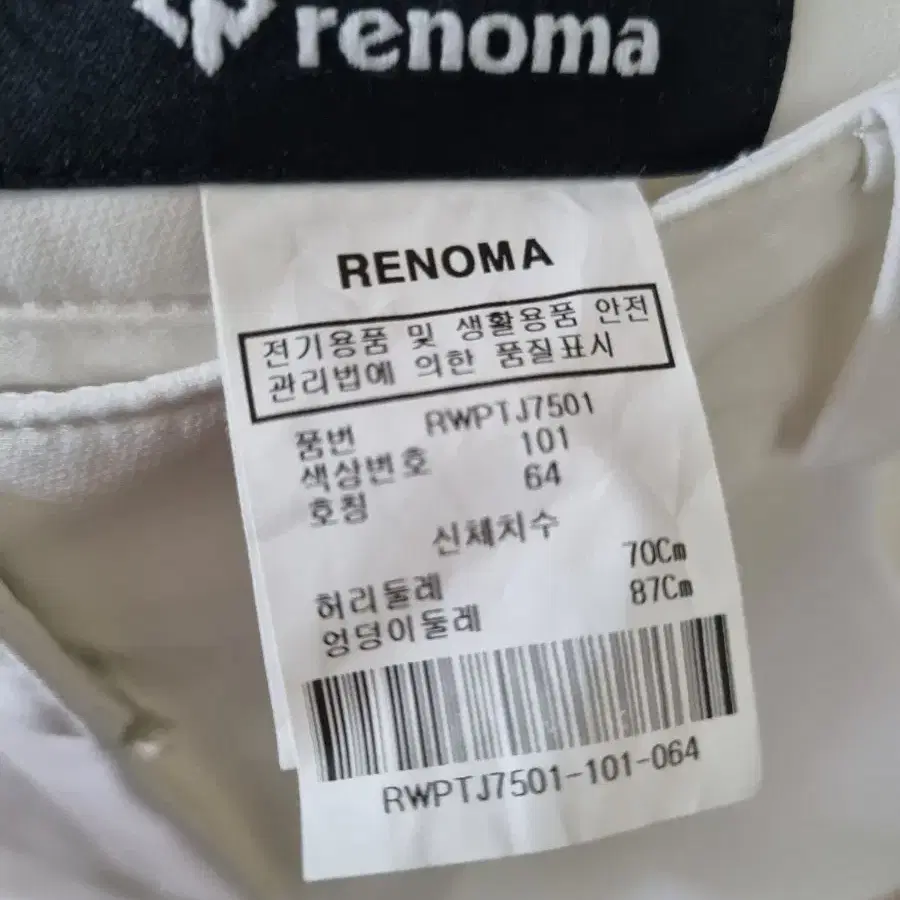 renoma
RENOMA
전기용품 및 생활용품 안전
관리법에 의한 품질표시
품번 RWPTJ7501
색상번호 101
호칭 64
신체치수
허리둘레 70Cm
엉덩이둘레 87Cm
RWPTJ7501-101-064